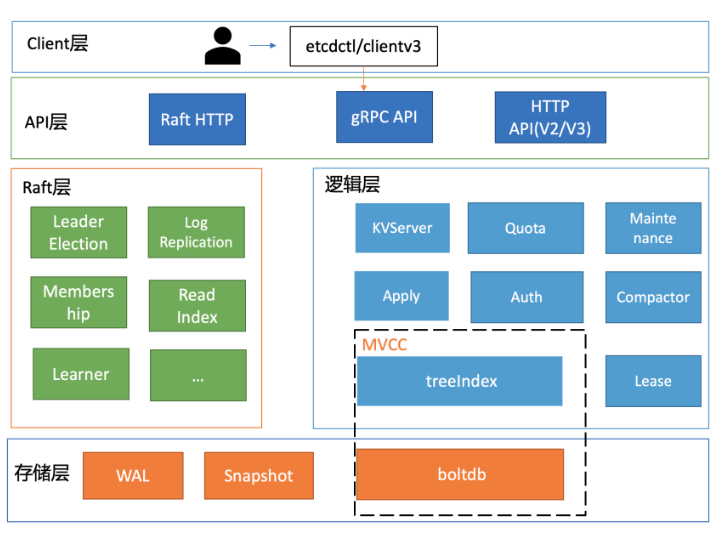 Client层
etcdctl/clientv3
API层
Raft HTTP
gRPC API
HTTP
API(V2/V3)
Raft层
Leader
Election
Log
Replication
Members
hip
Read
Index
Learner
...
逻辑层
KVServer
Quota
Mainte
nance
Apply
Auth
Compactor
MVCC
treeIndex
Lease
存储层
WAL
Snapshot
boltdb